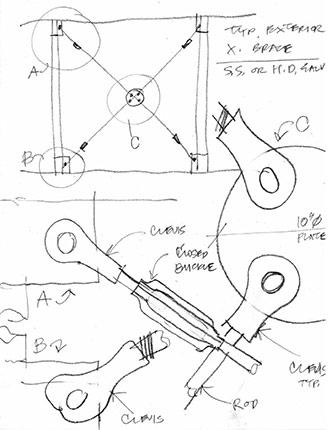 TYP. EXTERIOR
X. BRACE
S.S. OR H.D. GALV
A
B
C
C
10"Ø
PLATE
CLEVIS
CLOSED
BUCKLE
A
B
CLEVIS
TYP.
CLEVIS
ROD